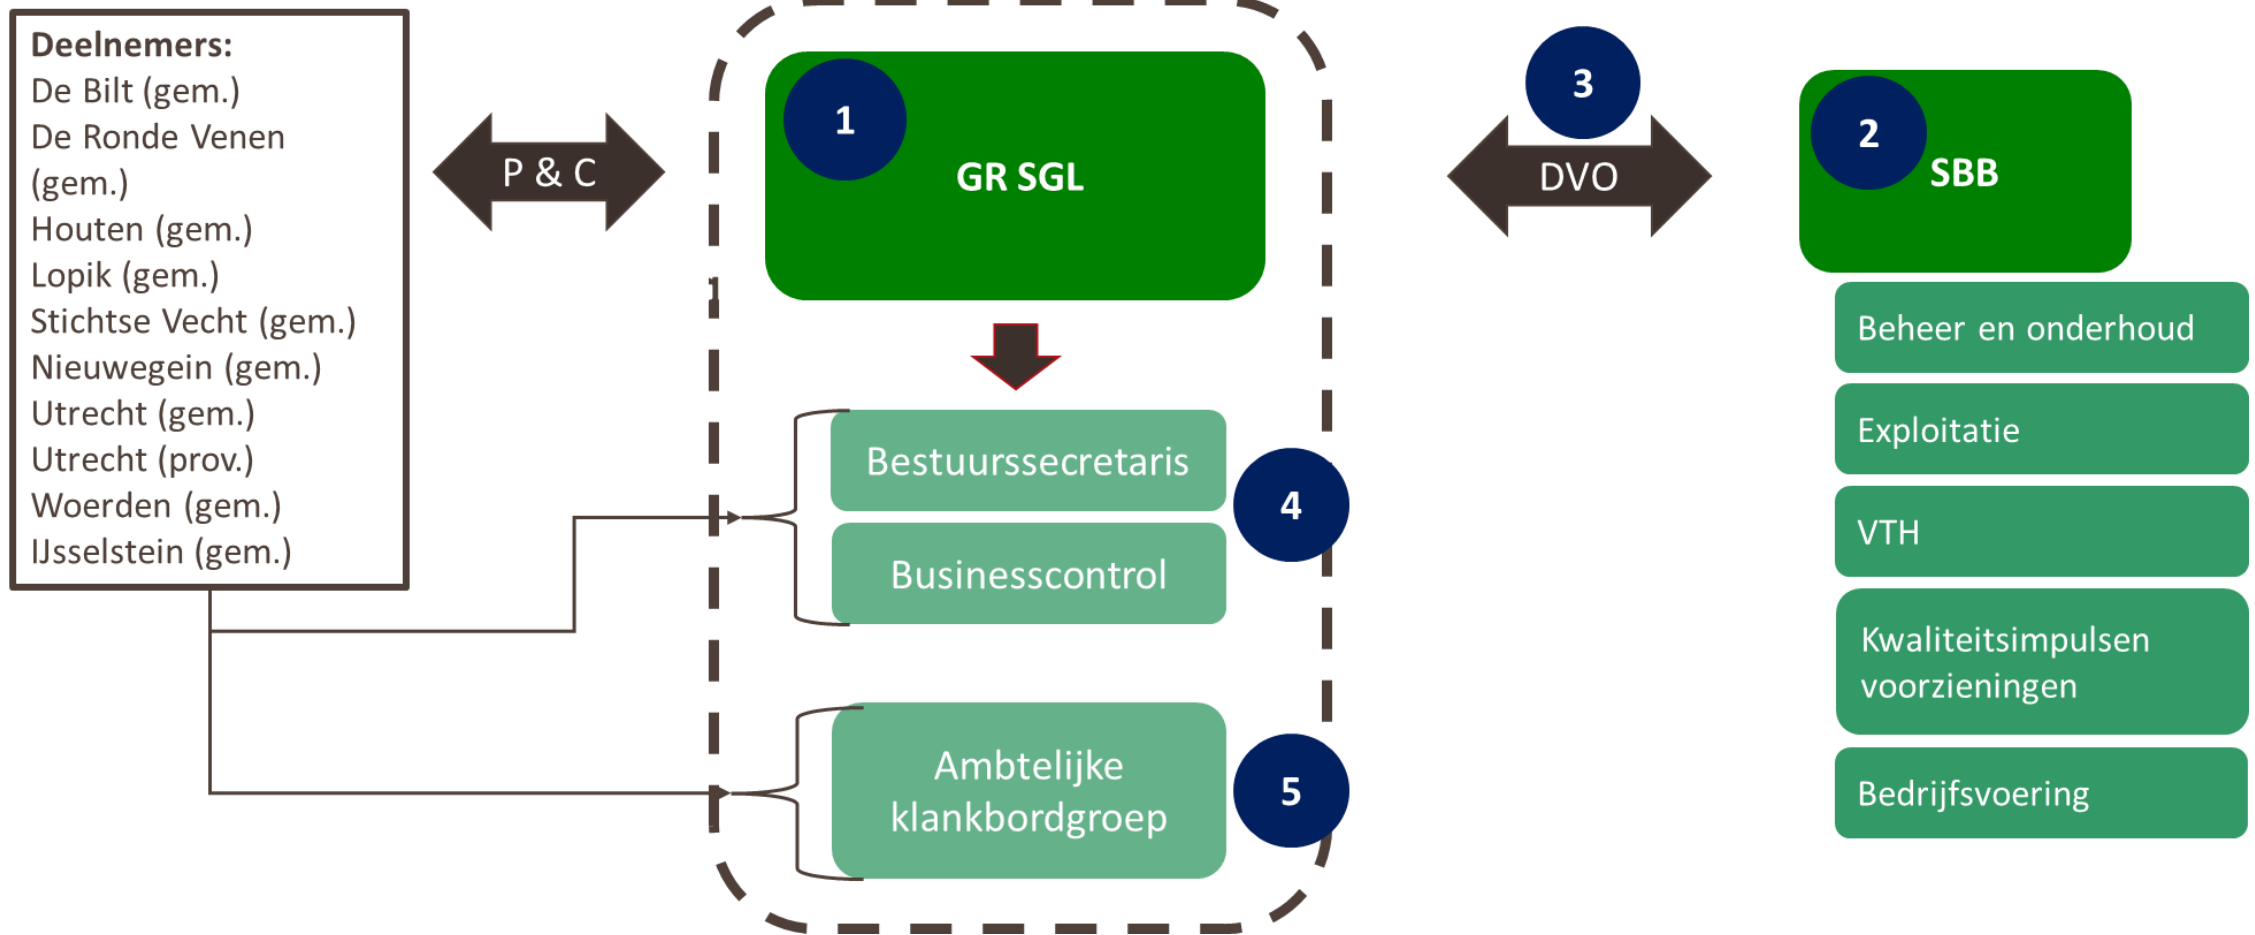 Deelnemers:
De Bilt (gem.)
De Ronde Venen
(gem.)
Houten (gem.)
Lopik (gem.)
Stichtse Vecht (gem.)
Nieuwegein (gem.)
Utrecht (gem.)
Utrecht (prov.)
Woerden (gem.)
IJsselstein (gem.)
P & C
1
GR SGL
Bestuurssecretaris
Businesscontrol
4
Ambtelijke
klankbordgroep
5
3
DVO
2
SBB
Beheer en onderhoud
Exploitatie
VTH
Kwaliteitsimpulsen
voorzieningen
Bedrijfsvoering